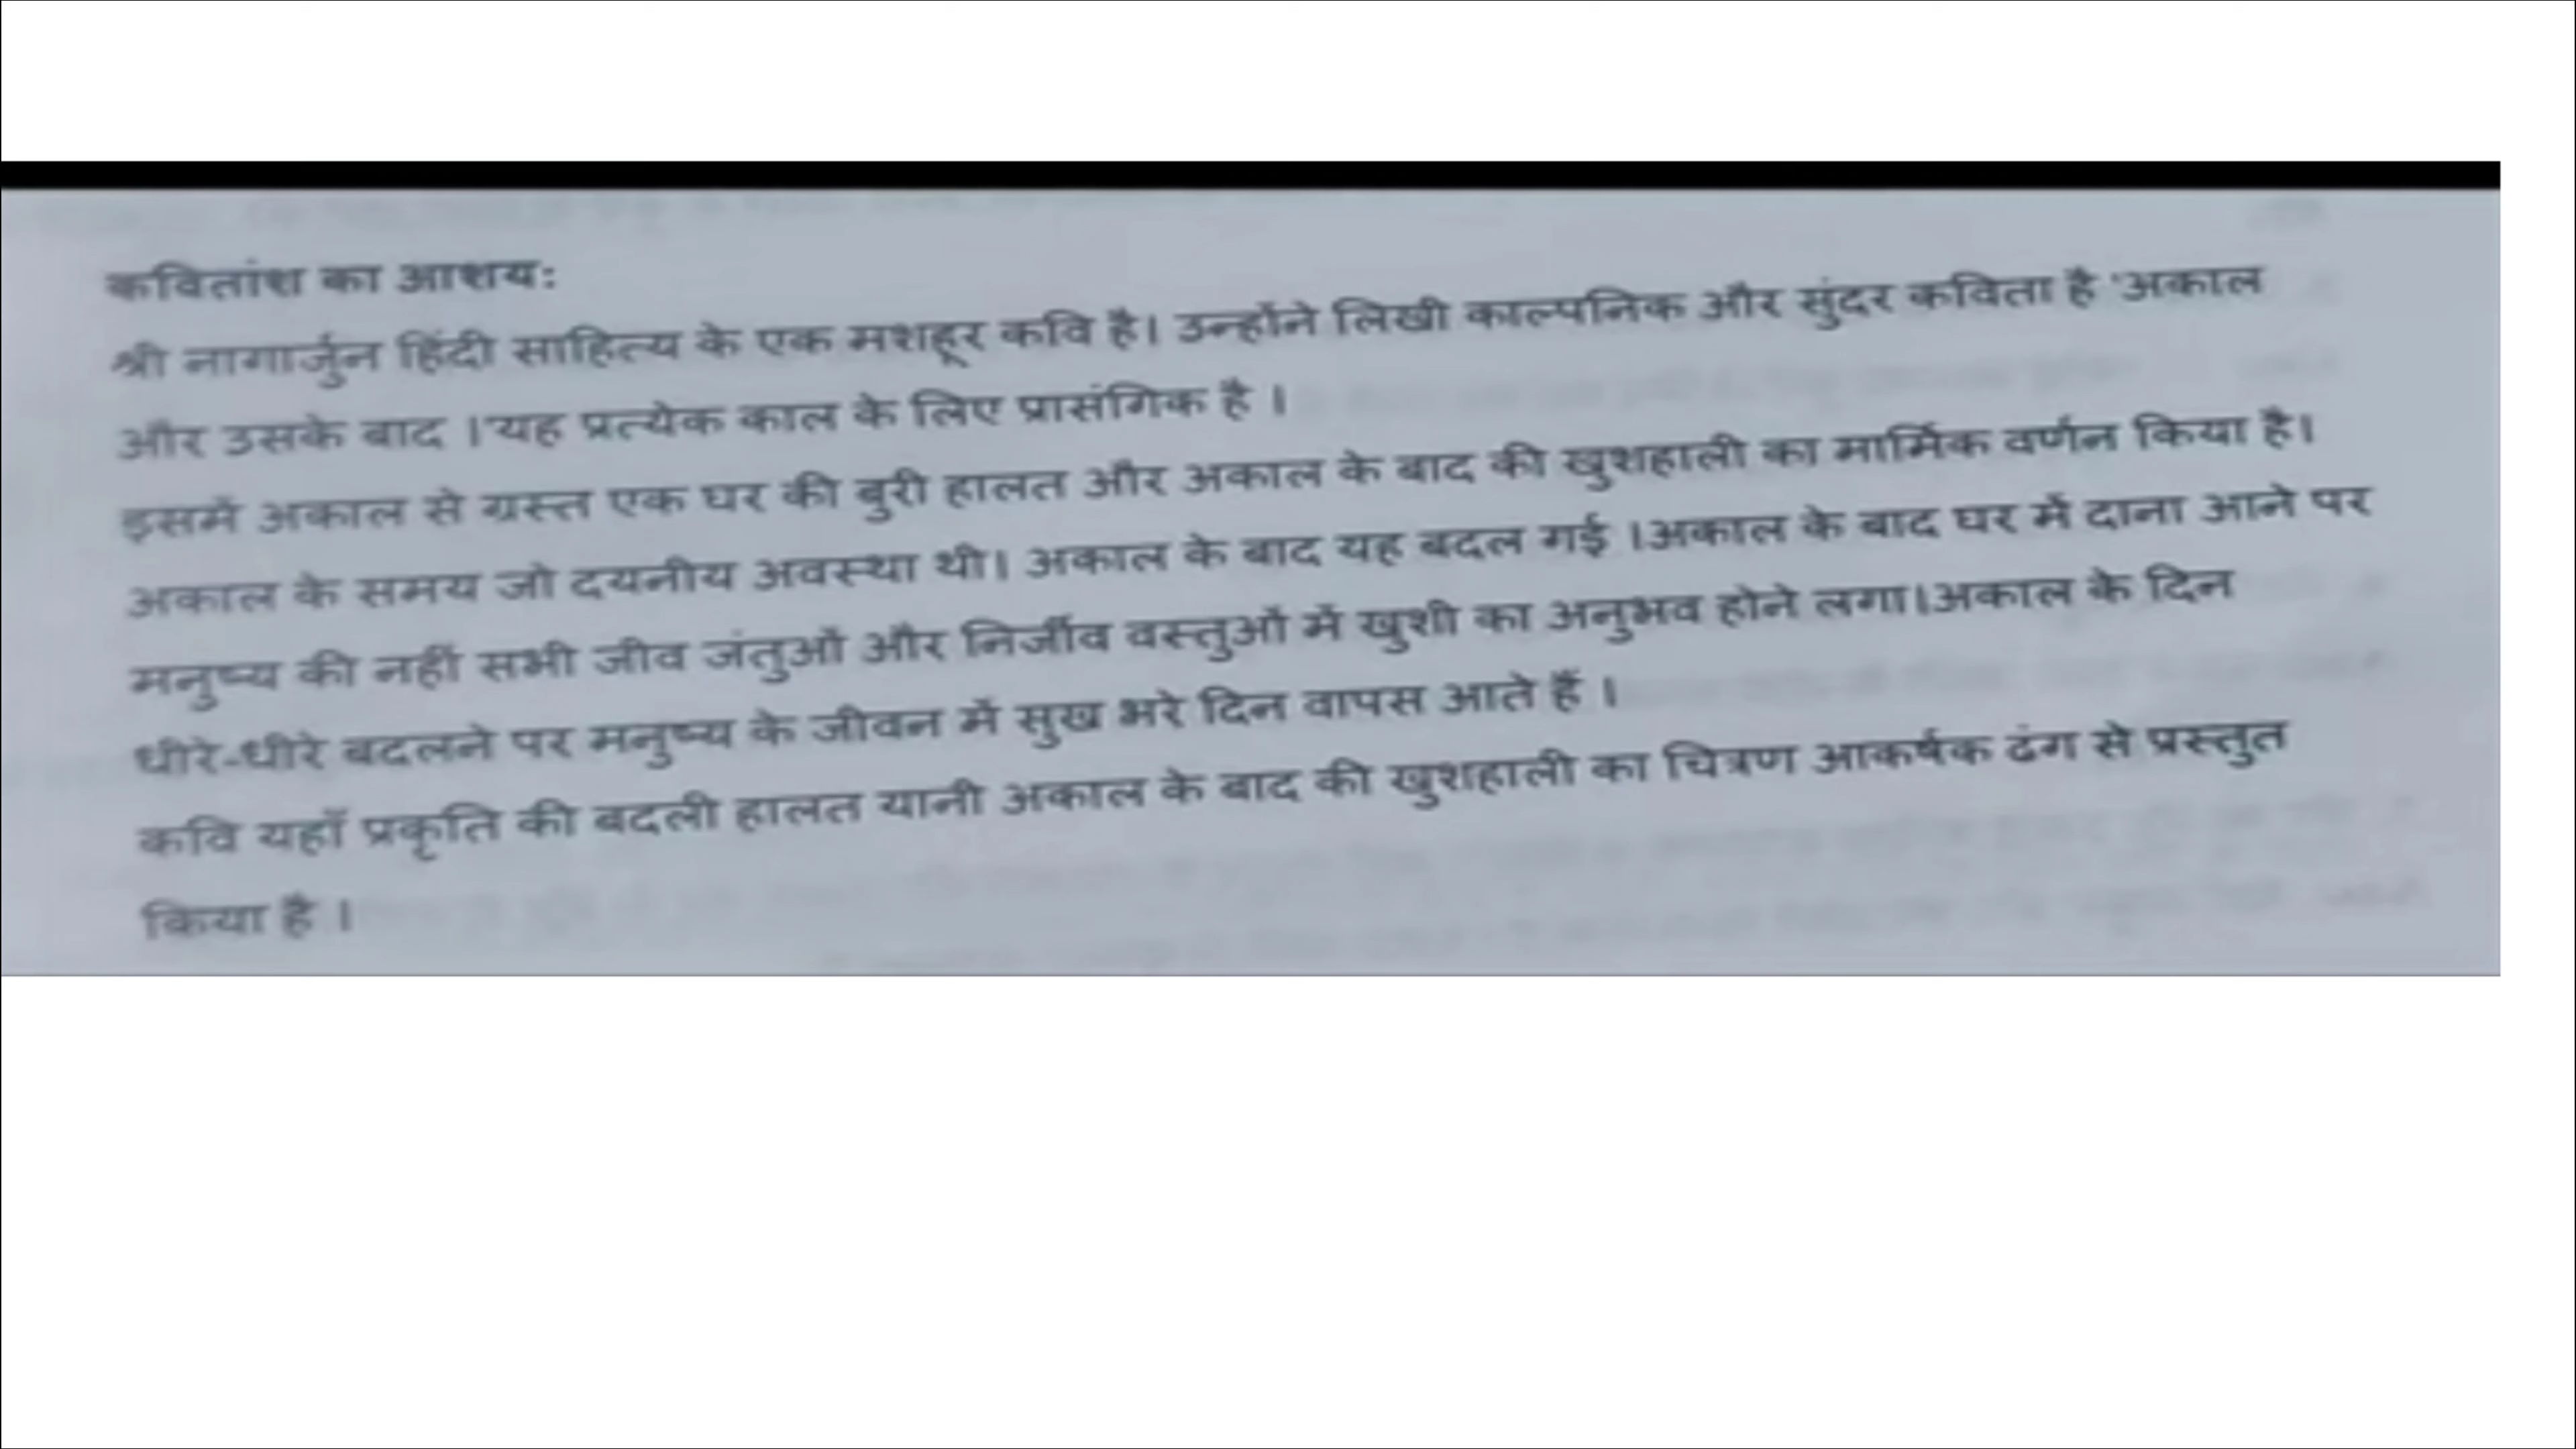 कवितांश का आशय:
श्री नागार्जुन हिंदी साहित्य के एक मशहूर कवि है। उन्होंने लिखी काल्पनिक और सुंदर कविता है 'अकाल
और उसके बाद ।'यह प्रत्येक काल के लिए प्रासंगिक है ।
इसमें अकाल से ग्रस्त एक घर की बुरी हालत और अकाल के बाद की खुशहाली का मार्मिक वर्णन किया है।
अकाल के समय जो दयनीय अवस्था थी। अकाल के बाद यह बदल गई ।अकाल के बाद घर में दाना आने पर
मनुष्य की नहीं सभी जीव जंतुओं और निर्जीव वस्तुओं में खुशी का अनुभव होने लगा।अकाल के दिन
धीरे-धीरे बदलने पर मनुष्य के जीवन में सुख भरे दिन वापस आते हैं ।
कवि यहाँ प्रकृति की बदली हालत यानी अकाल के बाद की खुशहाली का चित्रण आकर्षक ढंग से प्रस्तुत
किया है ।